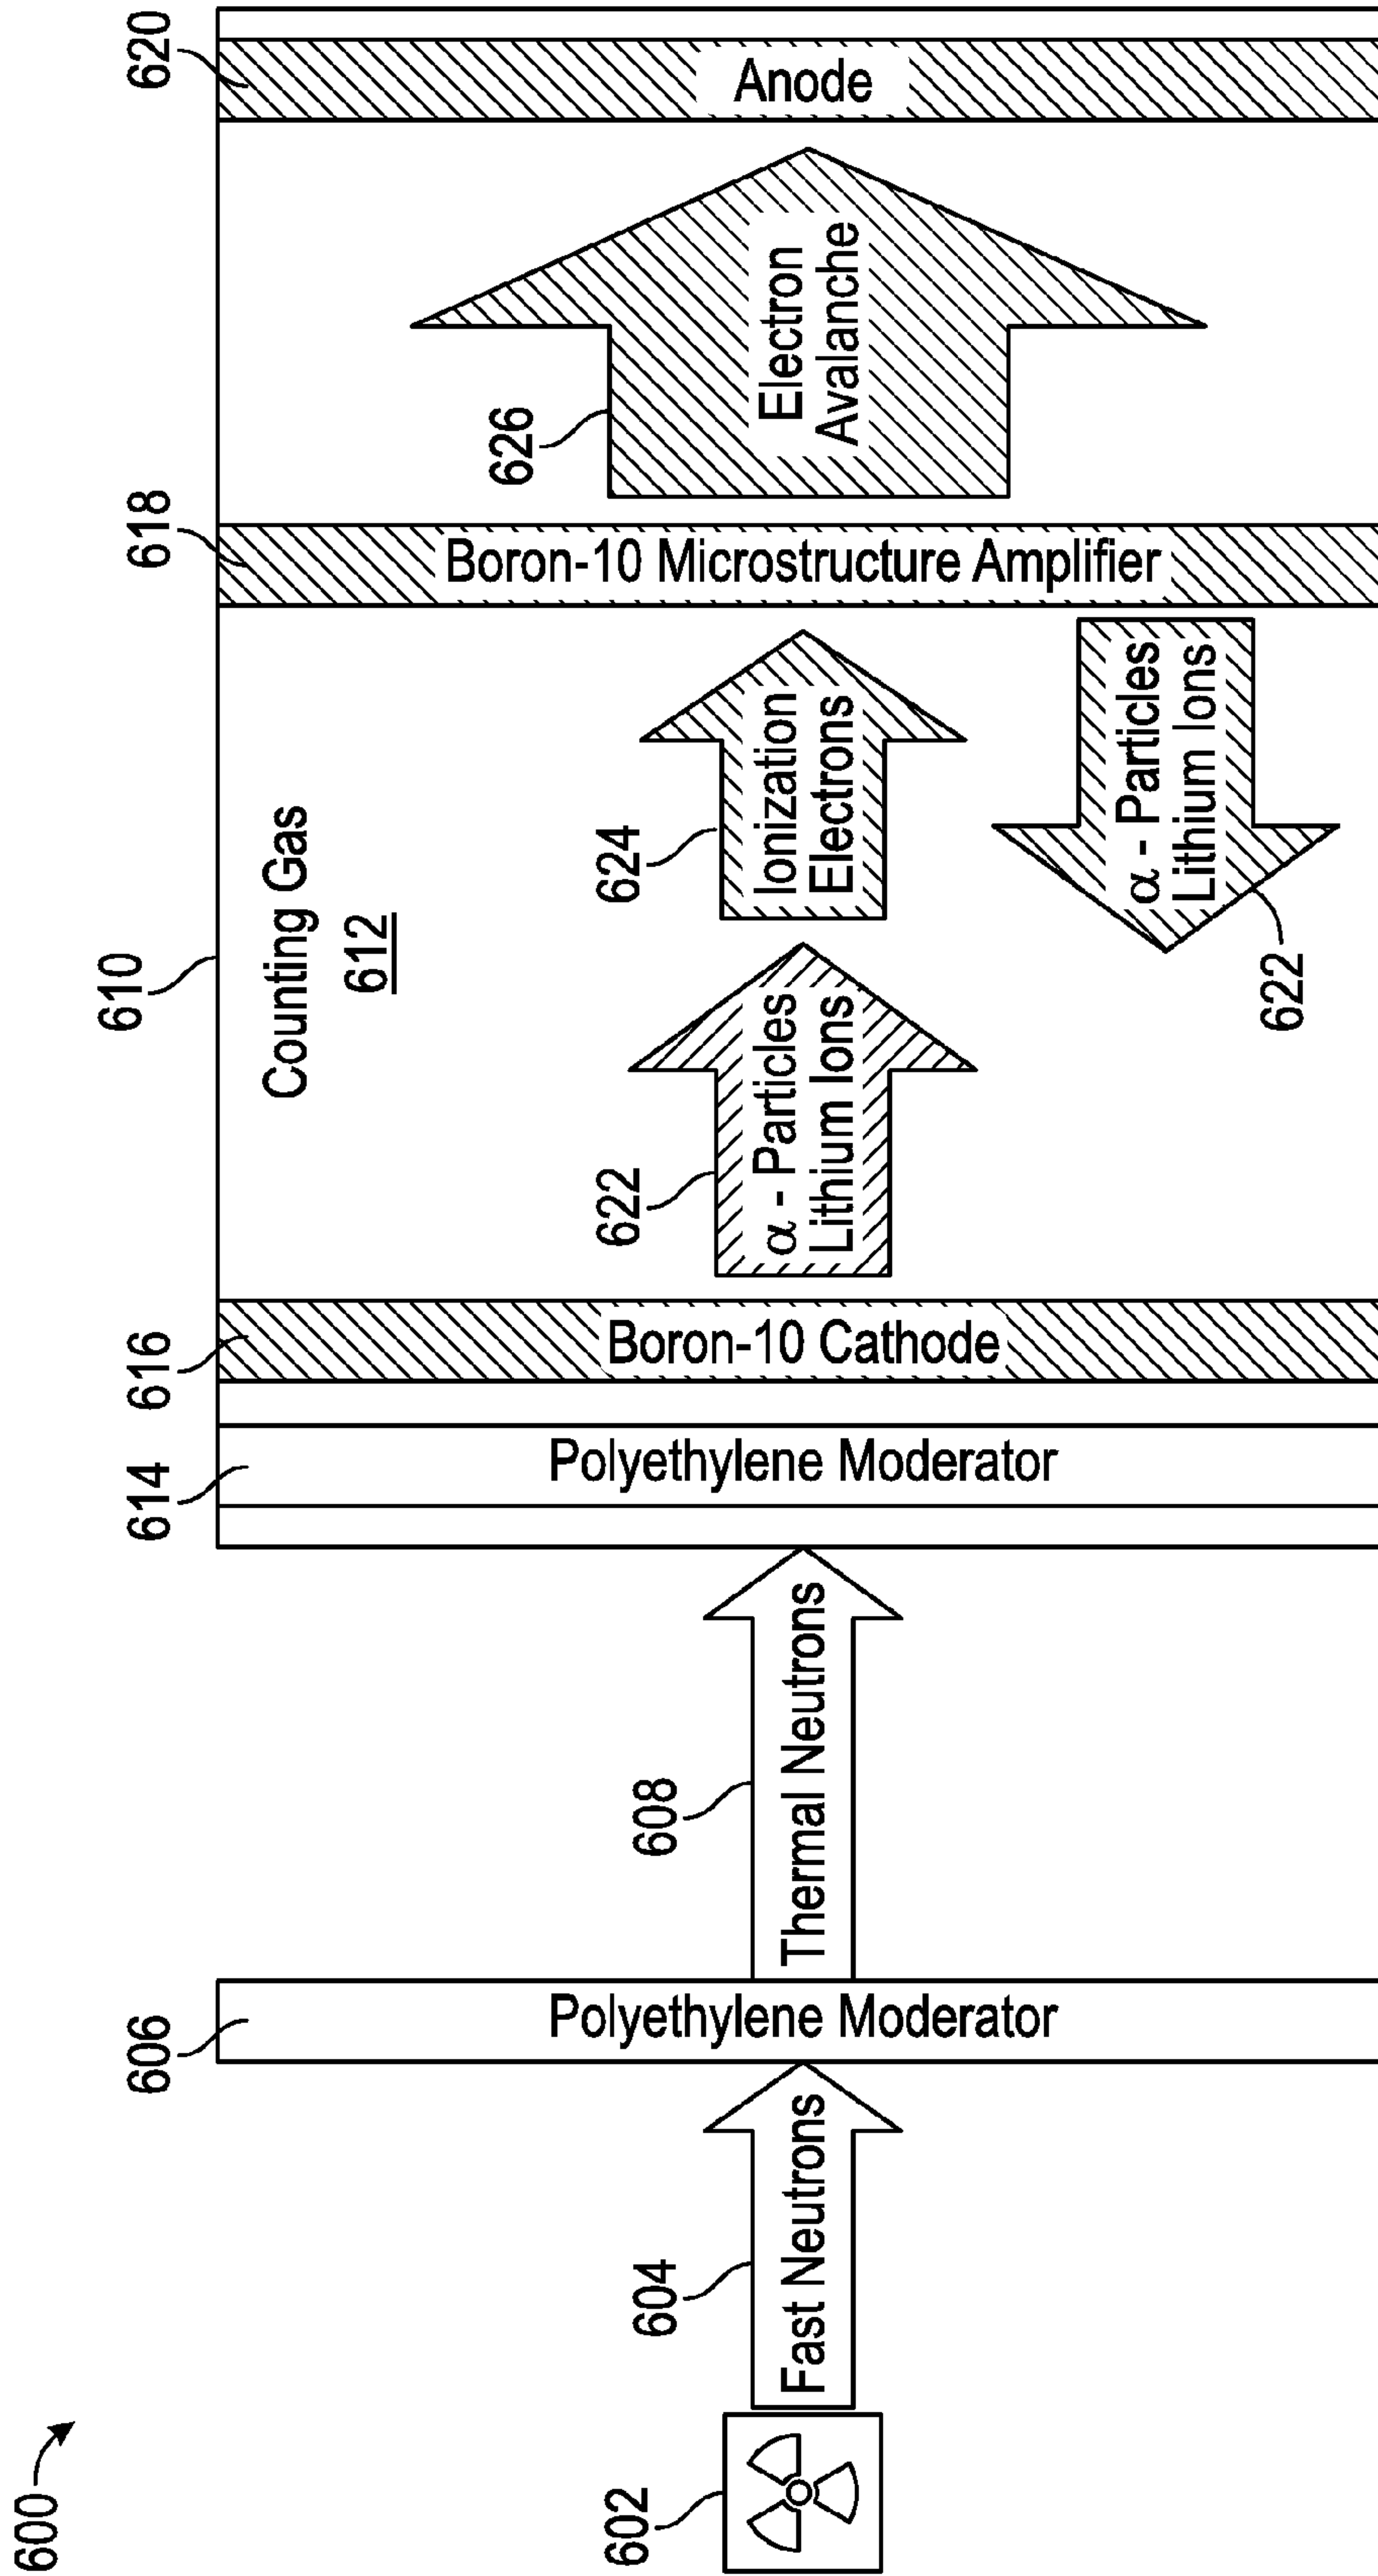 600
602
Fast Neutrons
604
606
Polyethylene Moderator
Thermal Neutrons
608
610
Counting Gas
612
614
Polyethylene Moderator
616
Boron-10 Cathode
622
α - Particles
Lithium Ions
624
Ionization
Electrons
α - Particles
Lithium Ions
622
618
Boron-10 Microstructure Amplifier
626
Electron
Avalanche
620
Anode